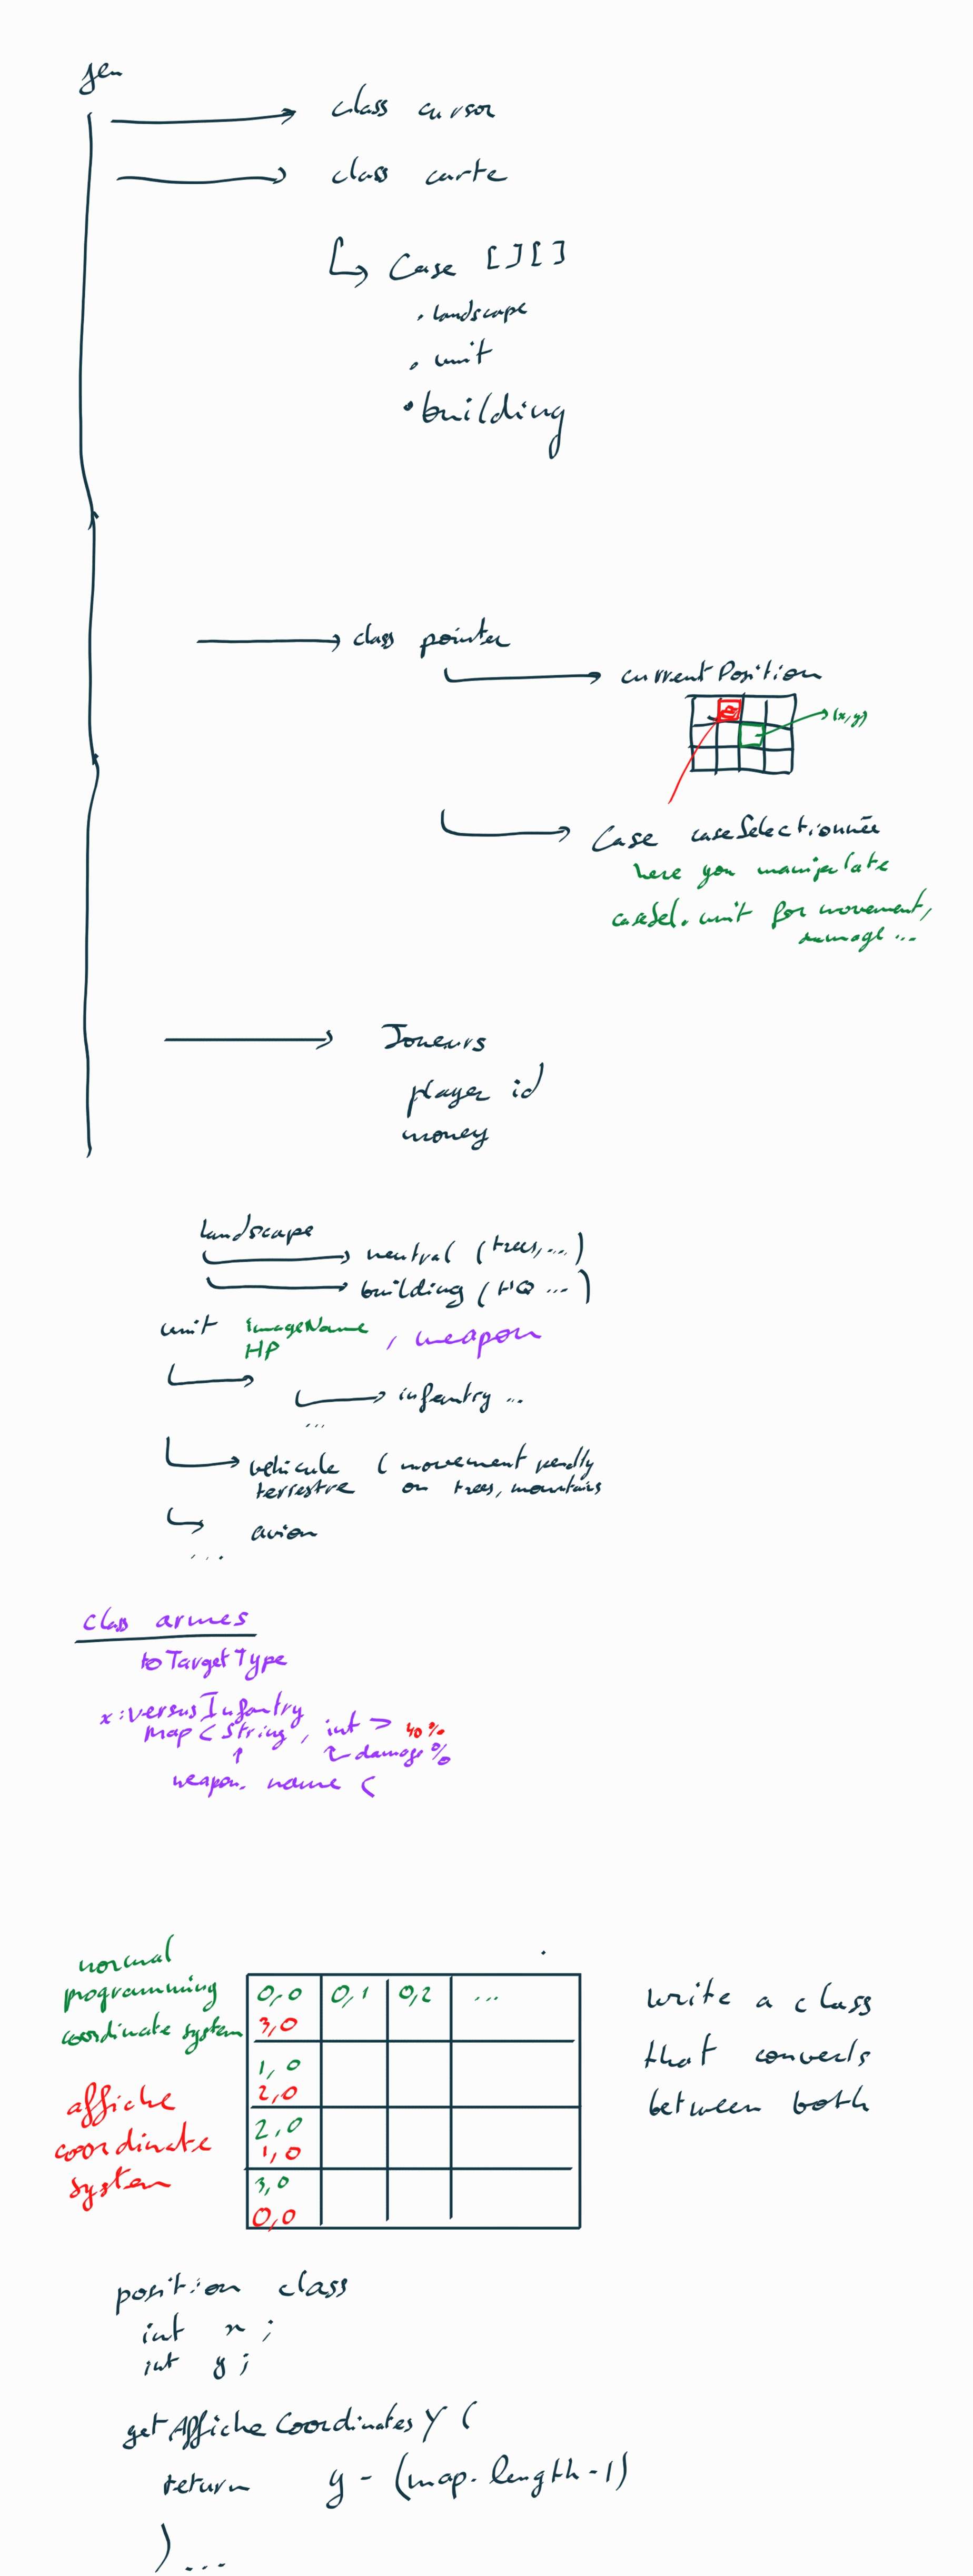 jeu
class cursor
class carte
Case [][]
. landscape
. unit
. building
class pointer
currentPosition
(x,y)
Case caseSelectionnée
here you manipulate
caseSel. unit for movement,
damage ...
Joueurs
player id
money
landscape
neutral (trees, ...)
building (HQ ...)
unit imageName , weapon
HP
infantry ...
...
véhicule (movement penalty
terrestre on trees, mountains
avion
...
class armes
toTargetType
x: versusInfantry
map < String, int > 40%
damage %
weapon. name (
normal
programming
coordinate system
affiche
coordinate
system
0,0 0,1 0,2 ...
3,0
1,0
2,0
2,0
1,0
3,0
0,0
write a class
that converts
between both
position class
int x ;
int y ;
getAfficheCoordinatesY (
return y - (map.length-1)
) ...